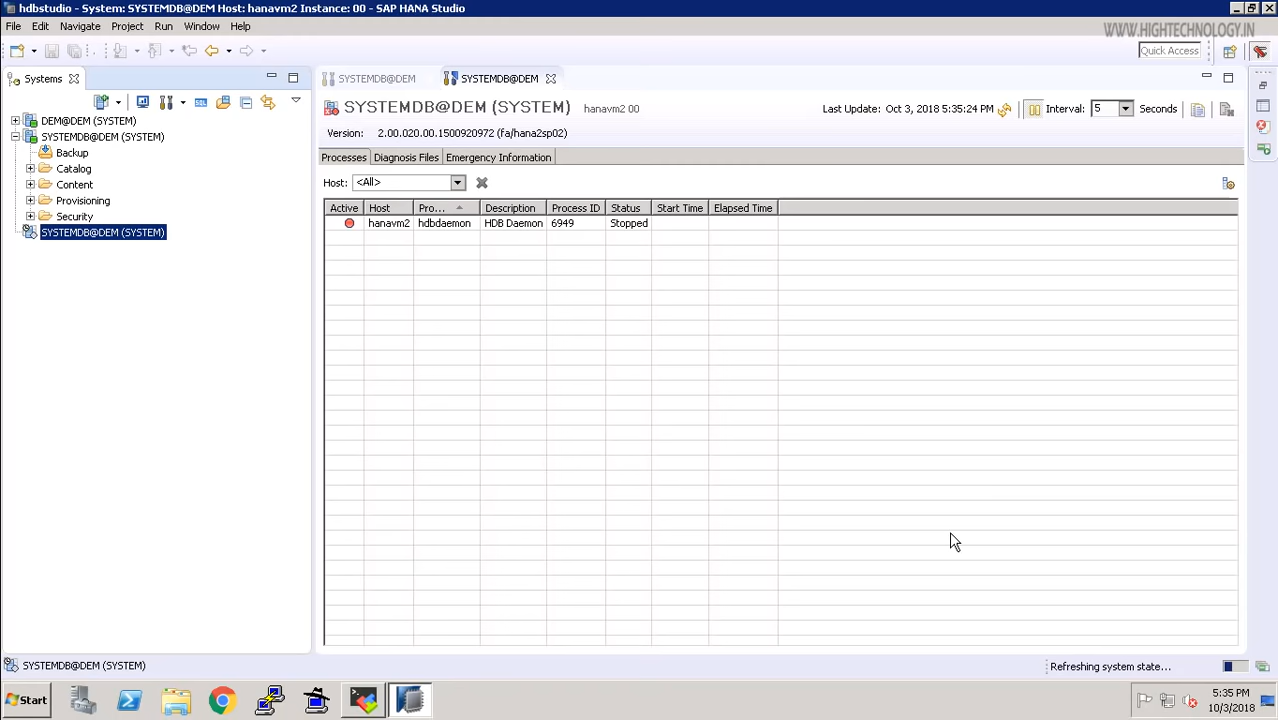 hdbstudio - System: SYSTEMDB@DEM Host: hanavm2 Instance: 00 - SAP HANA Studio
File Edit Navigate Project Run Window Help
WWW.HIGHTECHNOLOGY.IN
Quick Access
Systems
SYSTEMDB@DEM
SYSTEMDB@DEM
SQL
SYSTEMDB@DEM (SYSTEM) hanavm2 00
Last Update: Oct 3, 2018 5:35:24 PM
Interval: 5 Seconds
DEM@DEM (SYSTEM)
SYSTEMDB@DEM (SYSTEM)
Backup
Catalog
Content
Provisioning
Security
SYSTEMDB@DEM (SYSTEM)
Version: 2.00.020.00.1500920972 (fa/hana2sp02)
Processes Diagnosis Files Emergency Information
Host: <All>
Active Host Pro... Description Process ID Status Start Time Elapsed Time
hanavm2 hdbdaemon HDB Daemon 6949 Stopped
SYSTEMDB@DEM (SYSTEM)
Refreshing system state...
Start
5:35 PM
10/3/2018